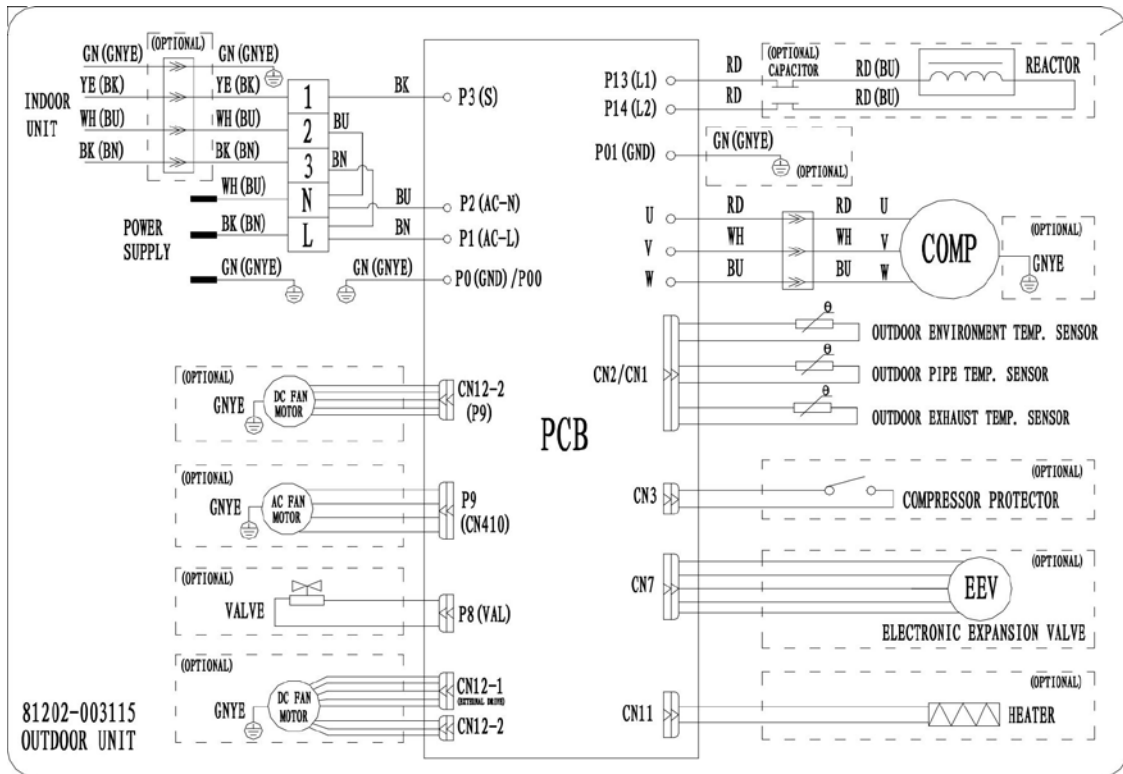 GN(GNYE)
(OPTIONAL)
GN(GNYE)
YE(BK)
YE(BK)
INDOOR
UNIT
WH(BU)
WH(BU)
BK(BN)
BK(BN)
1
2
3
N
L
BK
BU
BN
BU
BN
P3(S)
P2(AC-N)
P1(AC-L)
WH(BU)
POWER
SUPPLY
BK(BN)
GN(GNYE)
GN(GNYE)
P0(GND)/P00
(OPTIONAL)
GNYE
DC FAN
MOTOR
CN12-2
(P9)
(OPTIONAL)
GNYE
AC FAN
MOTOR
P9
(CN410)
(OPTIONAL)
VALVE
P8(VAL)
(OPTIONAL)
GNYE
DC FAN
MOTOR
CN12-1
(EXTERNAL DRIVE)
CN12-2
81202-003115
OUTDOOR UNIT
PCB
P13(L1)
RD
(OPTIONAL)
CAPACITOR
RD(BU)
REACTOR
P14(L2)
RD
RD(BU)
P01(GND)
GN(GNYE)
(OPTIONAL)
U
RD
RD
U
V
WH
WH
V
W
BU
BU
W
COMP
(OPTIONAL)
GNYE
CN2/CN1
θ
OUTDOOR ENVIRONMENT TEMP. SENSOR
θ
OUTDOOR PIPE TEMP. SENSOR
θ
OUTDOOR EXHAUST TEMP. SENSOR
CN3
(OPTIONAL)
COMPRESSOR PROTECTOR
CN7
(OPTIONAL)
EEV
ELECTRONIC EXPANSION VALVE
CN11
(OPTIONAL)
HEATER